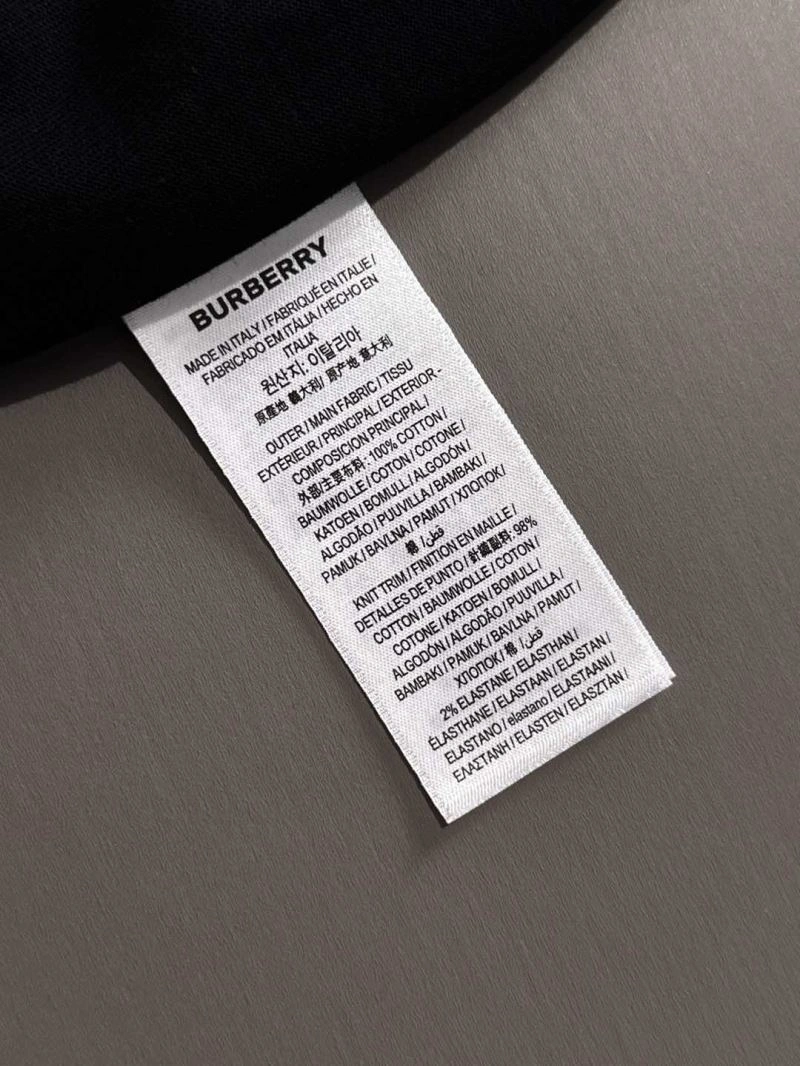 BURBERRY
MADE IN ITALY / FABRIQUÉ EN ITALIE /
FABRICADO EM ITÁLIA / HECHO EN
ITALIA
원산지: 이탈리아
原產地 義大利/ 原产地 意大利
OUTER / MAIN FABRIC / TISSU
EXTÉRIEUR / PRINCIPAL / EXTERIOR -
COMPOSICION PRINCIPAL /
外部/主要布料: 100% COTTON /
BAUMWOLLE / COTON / COTONE /
KATOEN / BOMULL / ALGODÓN /
ALGODÃO / PUUVILLA / BAMBAKI /
PAMUK / BAVLNA / PAMUT / ХЛОПОК /
棉 / قطن
KNIT TRIM / FINITION EN MAILLE /
DETALLES DE PUNTO / 針織副料: 98%
COTTON / BAUMWOLLE / COTON /
COTONE / KATOEN / BOMULL /
ALGODÓN / ALGODÃO / PUUVILLA /
BAMBAKI / PAMUK / BAVLNA / PAMUT /
ХЛОПОК / 棉 / قطن
2% ELASTANE / ELASTHAN /
ÉLASTHANE / ELASTAAN / ELASTAN /
ELASTANO / elastano / ELASTAANI /
ΕΛΑΣΤΑΝΗ / ELASTEN / ELASZTÁN /